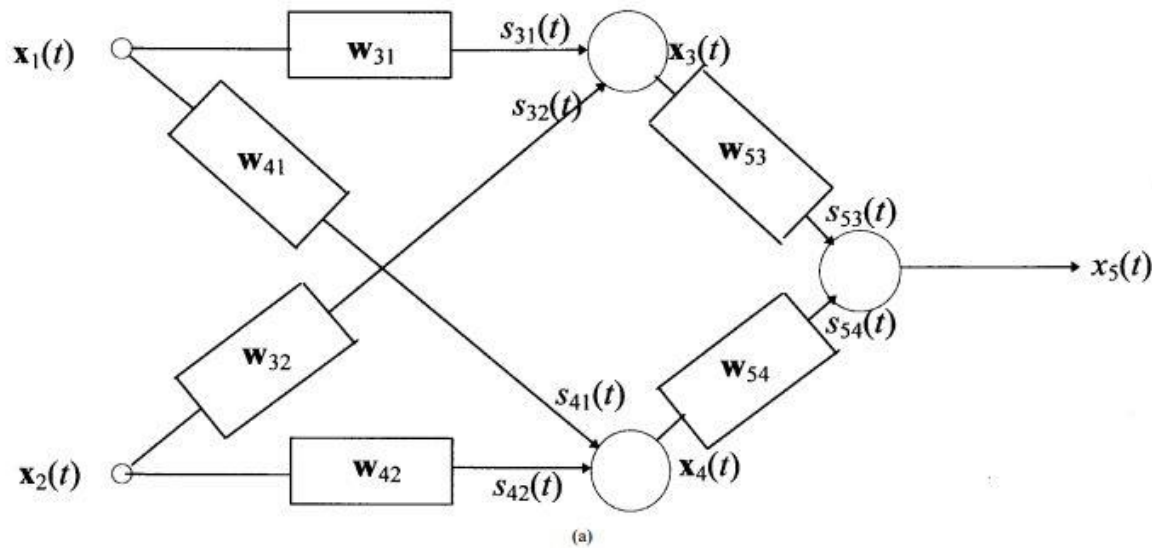 x₁(t) w₃₁ s₃₁(t) x₃(t)
s₃₂(t)
w₄₁ w₅₃
s₅₃(t)
x₅(t)
s₅₄(t)
w₃₂ w₅₄
s₄₁(t)
x₂(t) w₄₂ s₄₂(t) x₄(t)
(a)